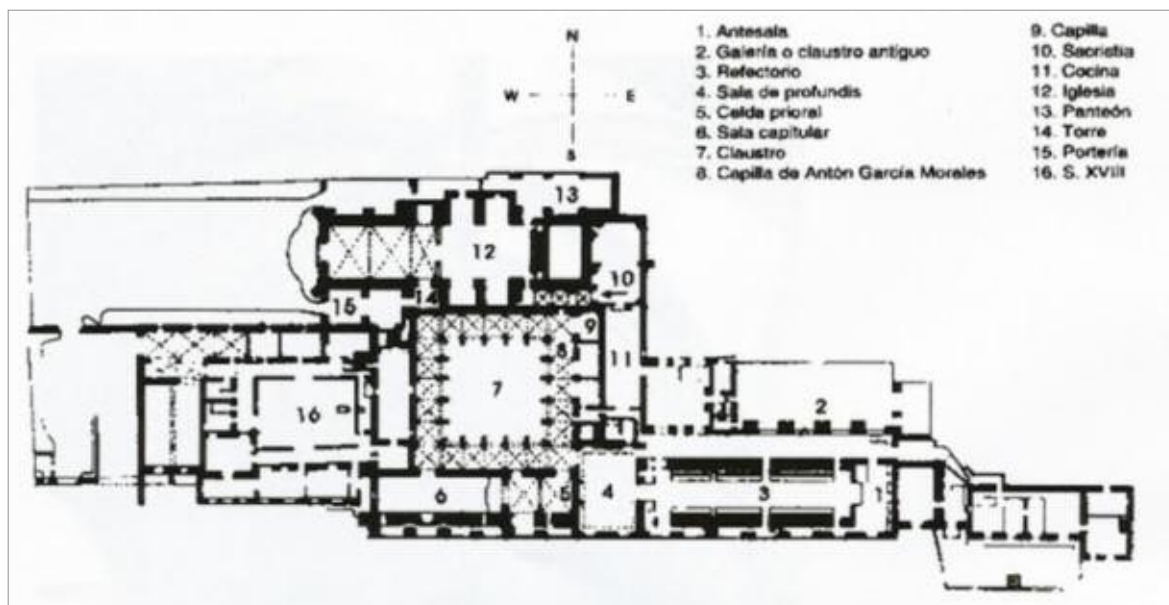 N
W E
S
1. Antesala
2. Galería o claustro antiguo
3. Refectorio
4. Sala de profundis
5. Celda prioral
6. Sala capitular
7. Claustro
8. Capilla de Antón García Morales
9. Capilla
10. Sacristia
11. Cocina
12. Iglesia
13. Panteón
14. Torre
15. Portería
16. S. XVIII
13
12
10
15
14
9
8
11
7
16
2
6
5
4
3
1